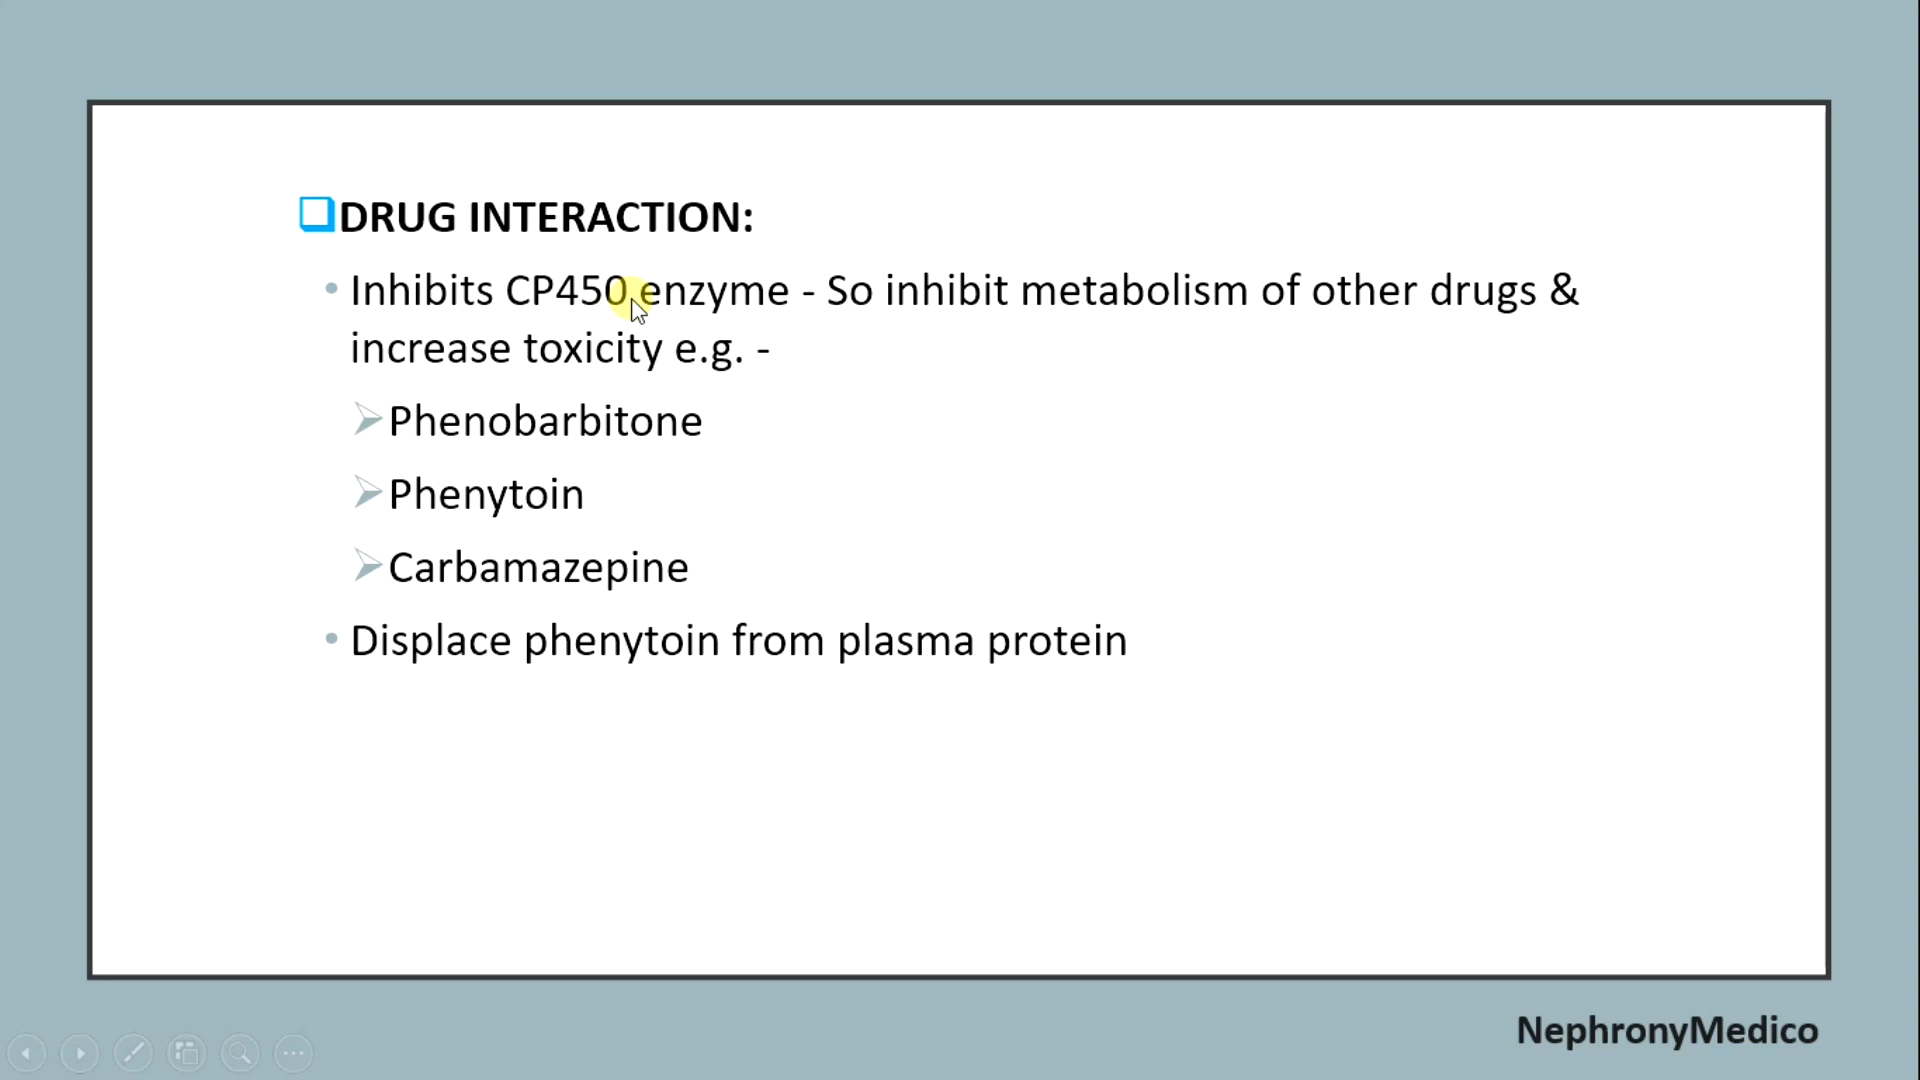 DRUG INTERACTION:
Inhibits CP450 enzyme - So inhibit metabolism of other drugs &
increase toxicity e.g. -
Phenobarbitone
Phenytoin
Carbamazepine
Displace phenytoin from plasma protein
NephronyMedico